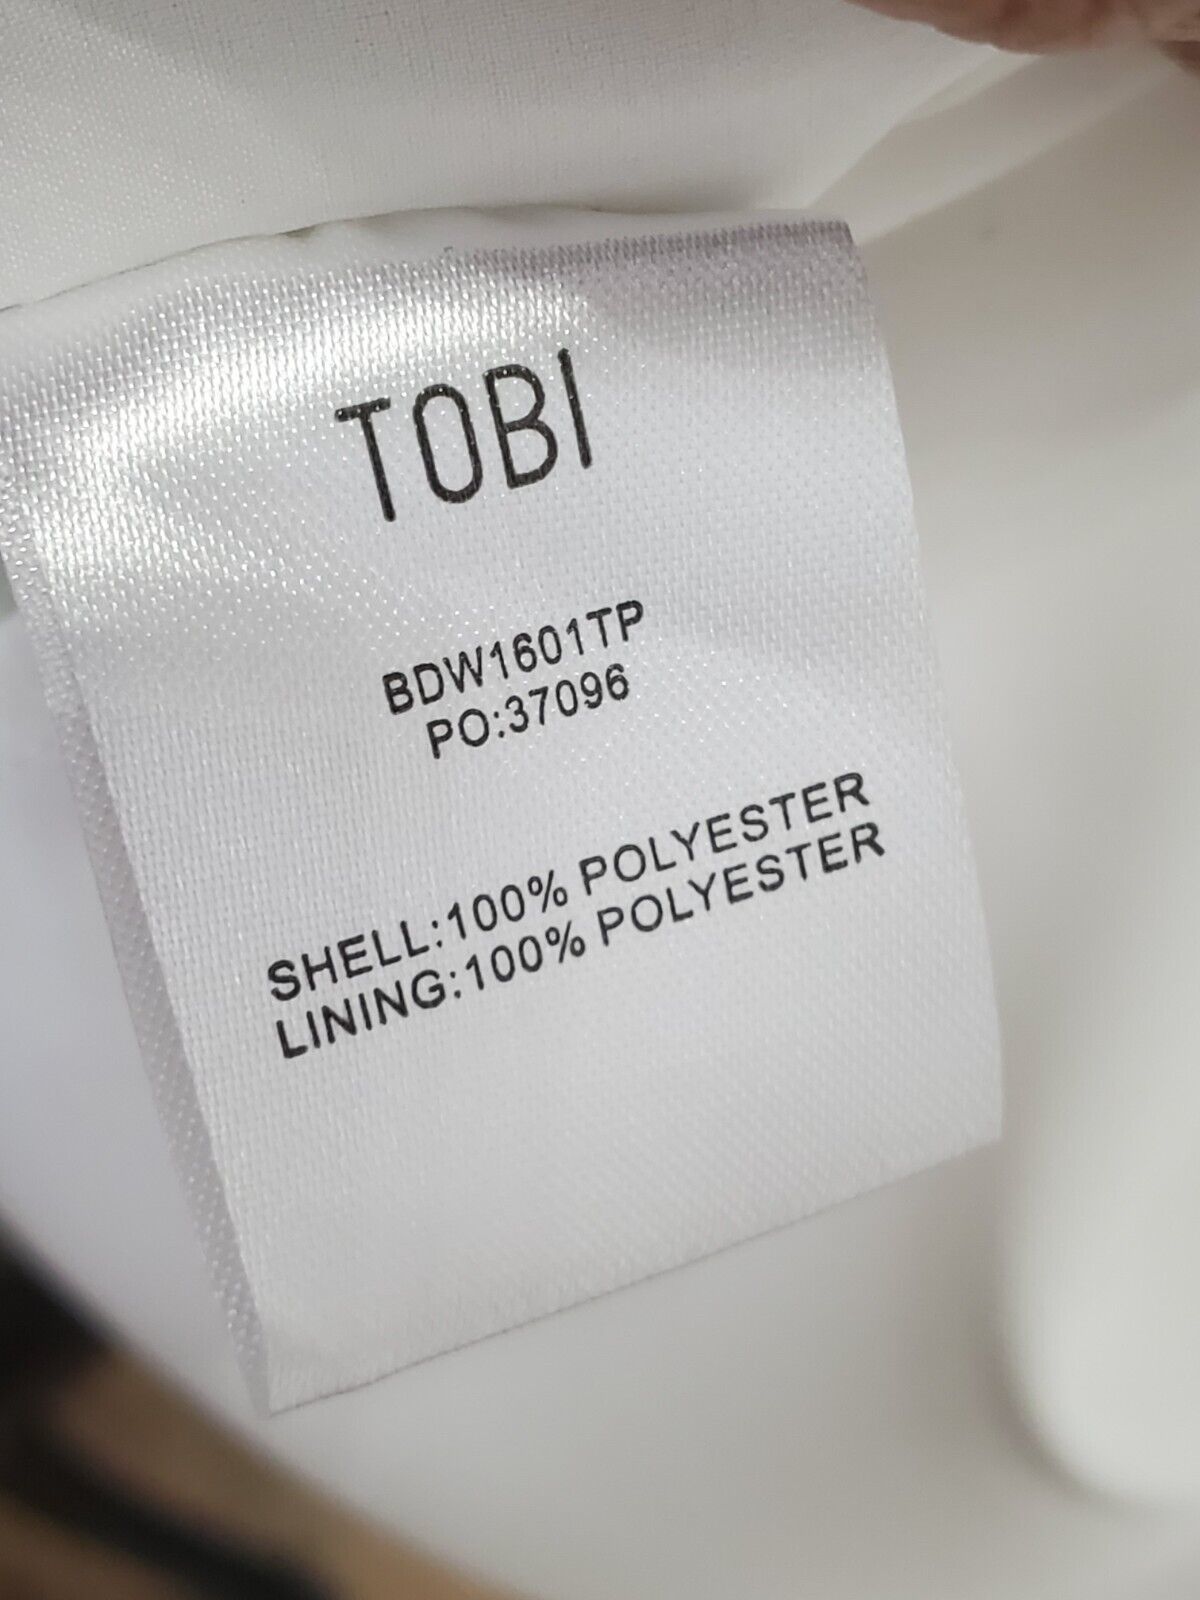 TOBI
BDW1601TP
PO:37096
SHELL:100% POLYESTER
LINING:100% POLYESTER